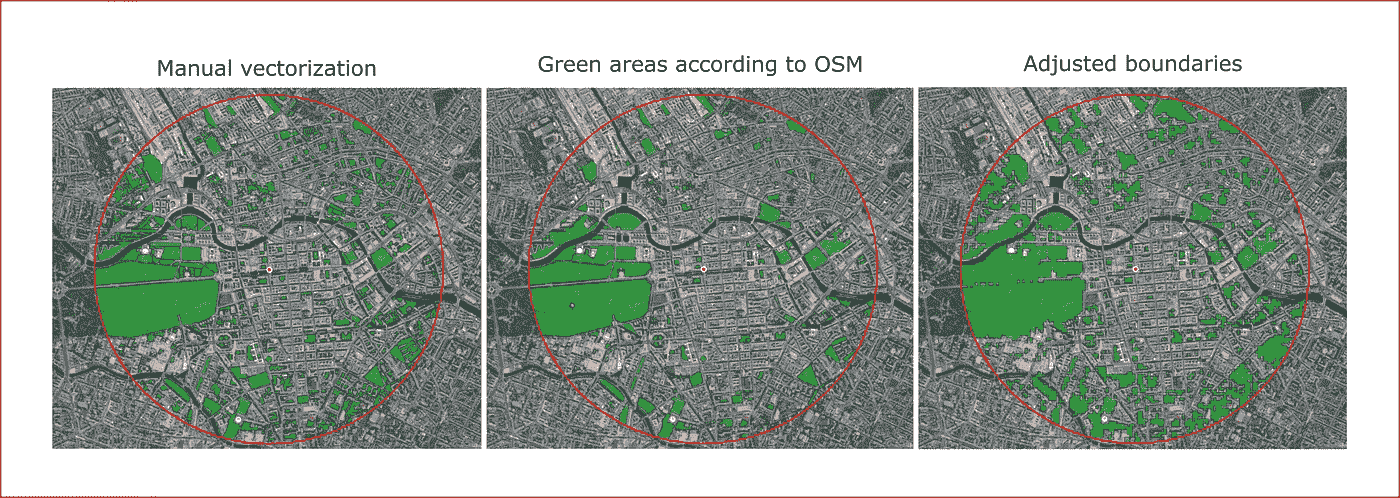 Manual vectorization
Green areas according to OSM
Adjusted boundaries